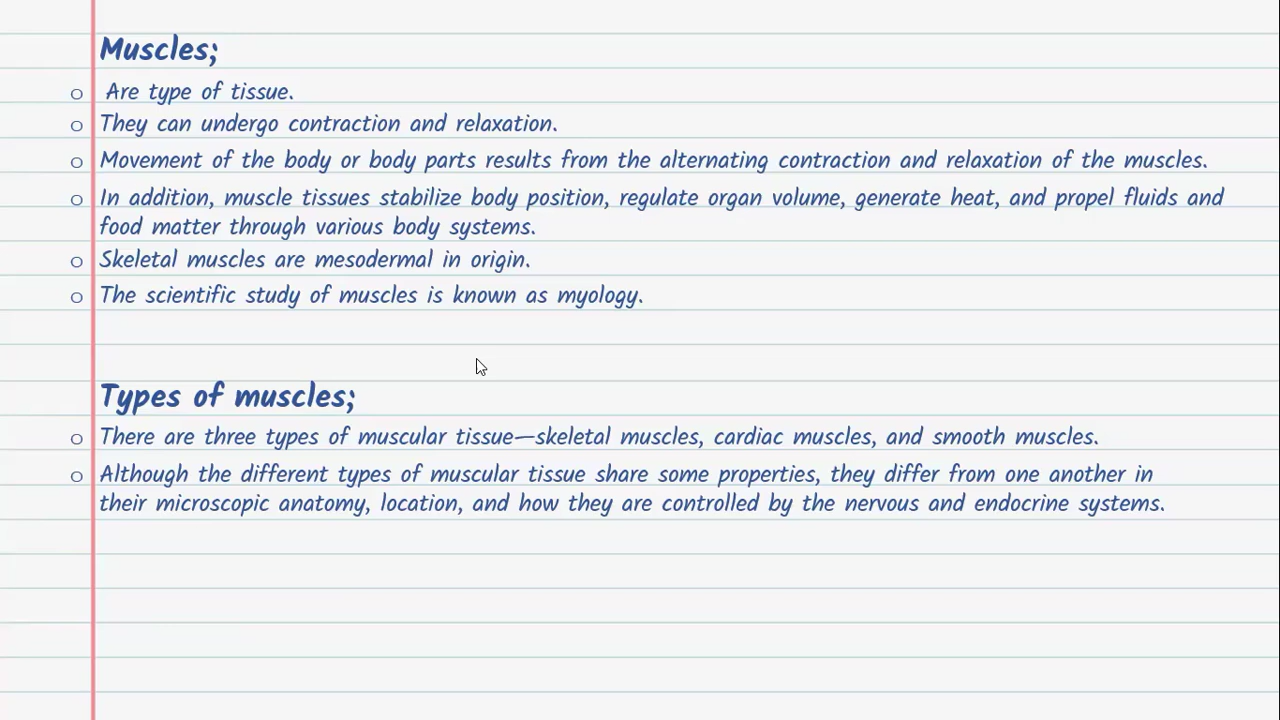 Muscles;
o Are type of tissue.
o They can undergo contraction and relaxation.
o Movement of the body or body parts results from the alternating contraction and relaxation of the muscles.
o In addition, muscle tissues stabilize body position, regulate organ volume, generate heat, and propel fluids and
food matter through various body systems.
o Skeletal muscles are mesodermal in origin.
o The scientific study of muscles is known as myology.
Types of muscles;
o There are three types of muscular tissue—skeletal muscles, cardiac muscles, and smooth muscles.
o Although the different types of muscular tissue share some properties, they differ from one another in
their microscopic anatomy, location, and how they are controlled by the nervous and endocrine systems.